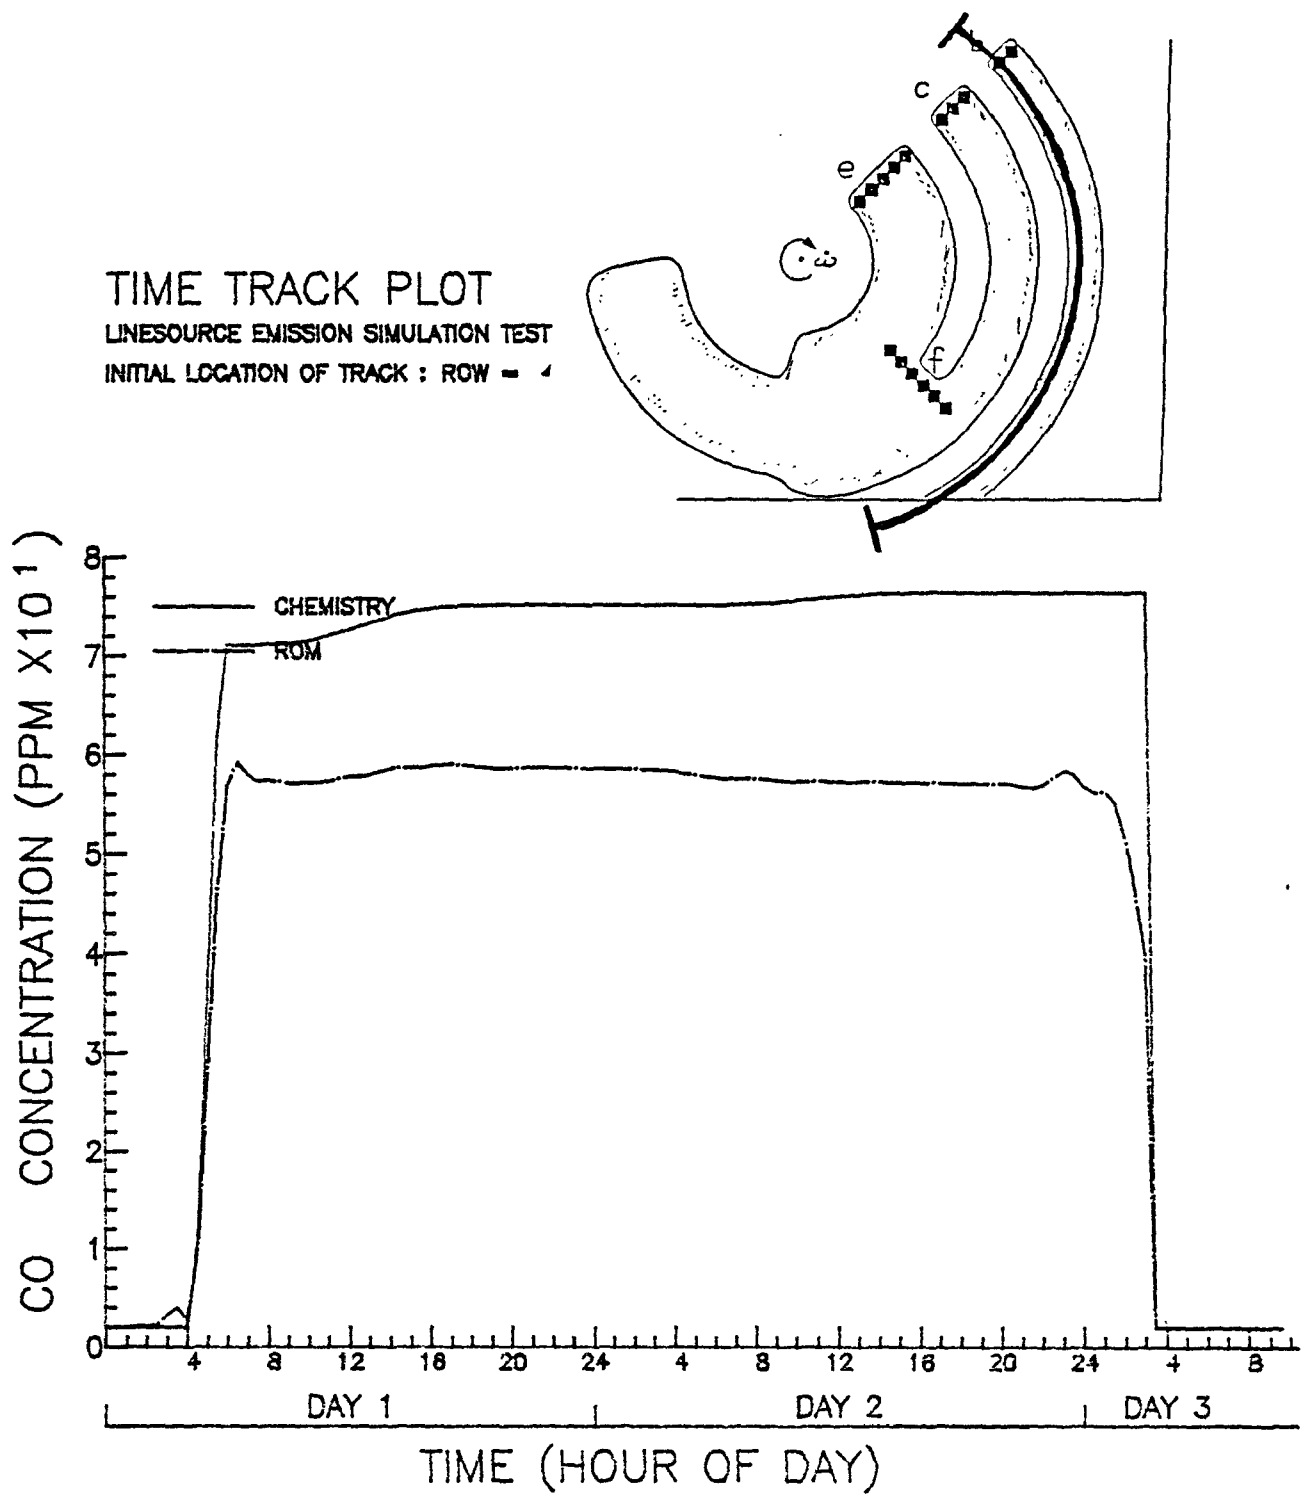 b
c
e
TIME TRACK PLOT
LINESOURCE EMISSION SIMULATION TEST
INITIAL LOCATION OF TRACK : ROW =
f
CO CONCENTRATION (PPM X10¹)
8
7
6
5
4
3
2
1
0
CHEMISTRY
ROM
4 8 12 16 20 24 4 8 12 16 20 24 4 8
DAY 1 DAY 2 DAY 3
TIME (HOUR OF DAY)